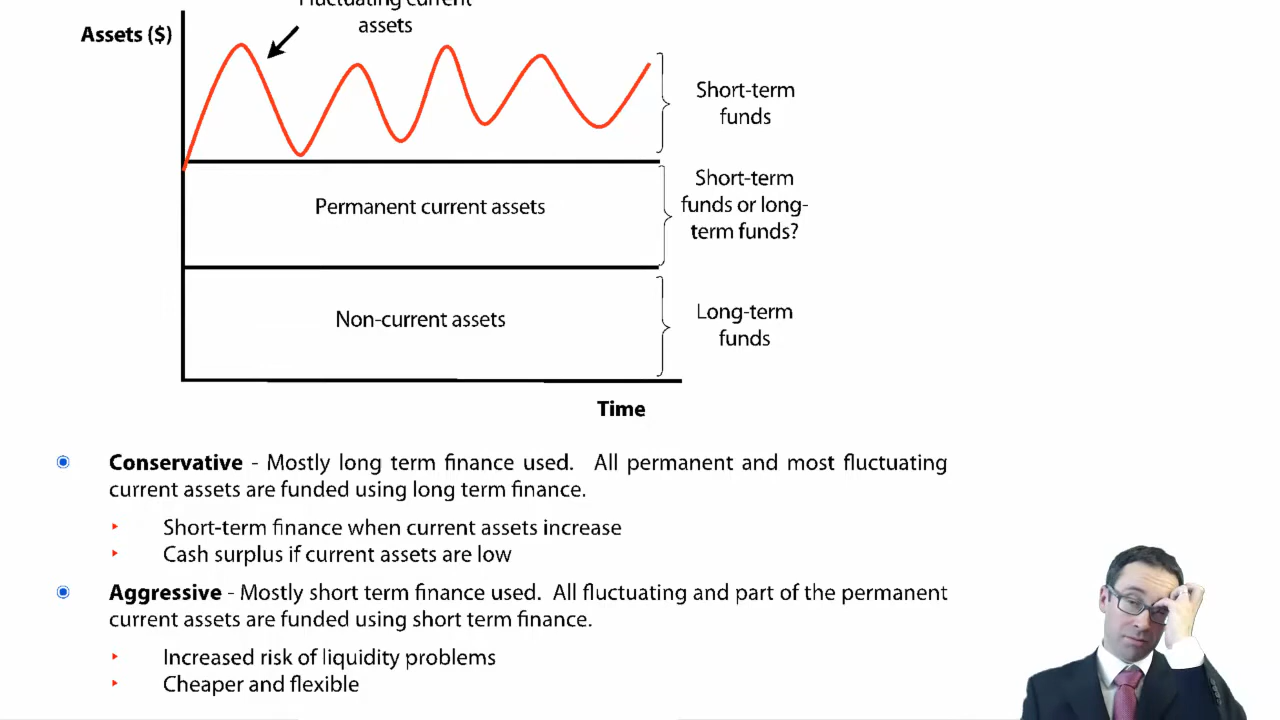 Fluctuating current
assets
Assets ($)
Short-term
funds
Permanent current assets
Short-term
funds or long-
term funds?
Non-current assets
Long-term
funds
Time
Conservative - Mostly long term finance used. All permanent and most fluctuating
current assets are funded using long term finance.
Short-term finance when current assets increase
Cash surplus if current assets are low
Aggressive - Mostly short term finance used. All fluctuating and part of the permanent
current assets are funded using short term finance.
Increased risk of liquidity problems
Cheaper and flexible